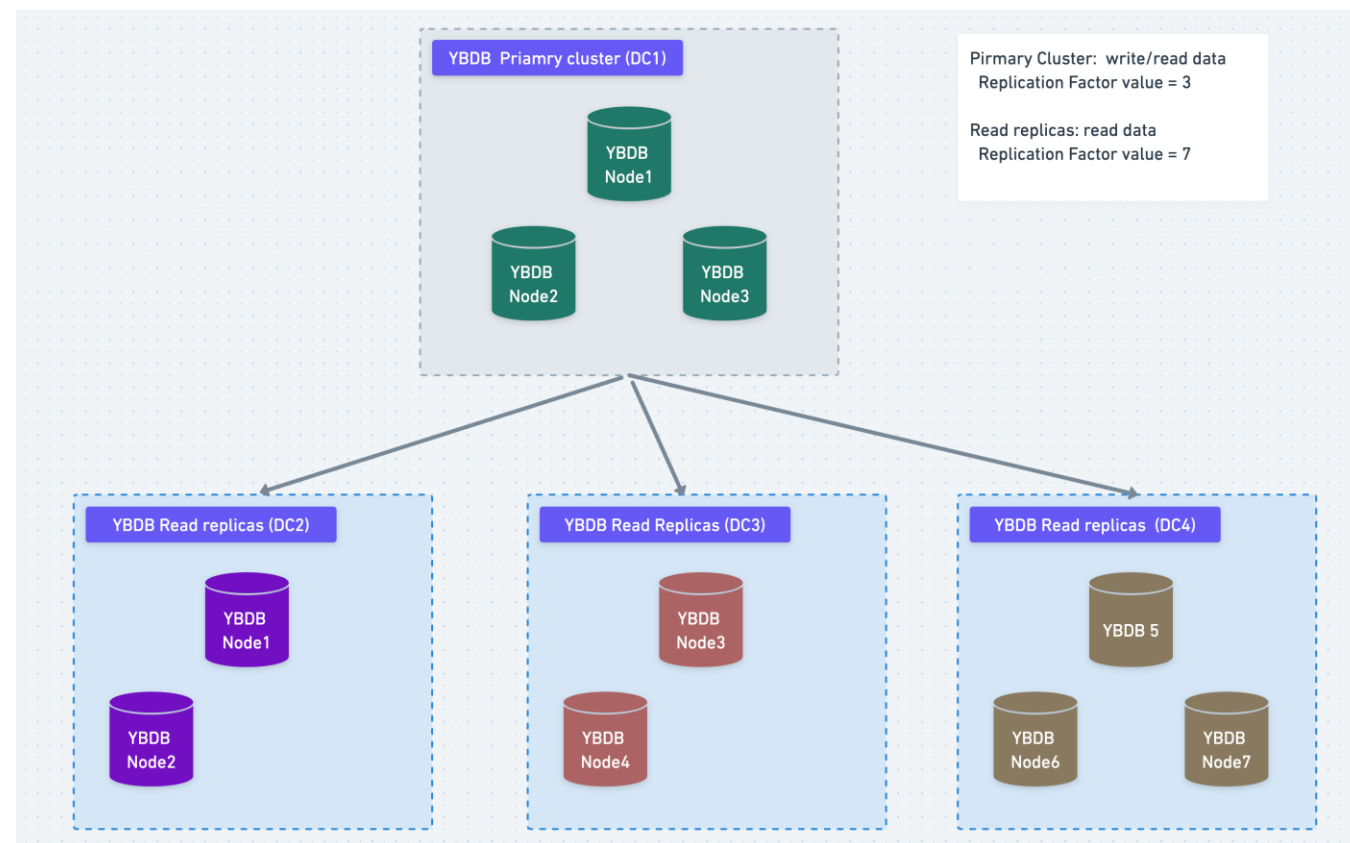 YBDB Priamry cluster (DC1)
YBDB
Node1
YBDB
Node2
YBDB
Node3
Pirmary Cluster: write/read data
Replication Factor value = 3
Read replicas: read data
Replication Factor value = 7
YBDB Read replicas (DC2)
YBDB
Node1
YBDB
Node2
YBDB Read Replicas (DC3)
YBDB
Node3
YBDB
Node4
YBDB Read replicas (DC4)
YBDB 5
YBDB
Node6
YBDB
Node7